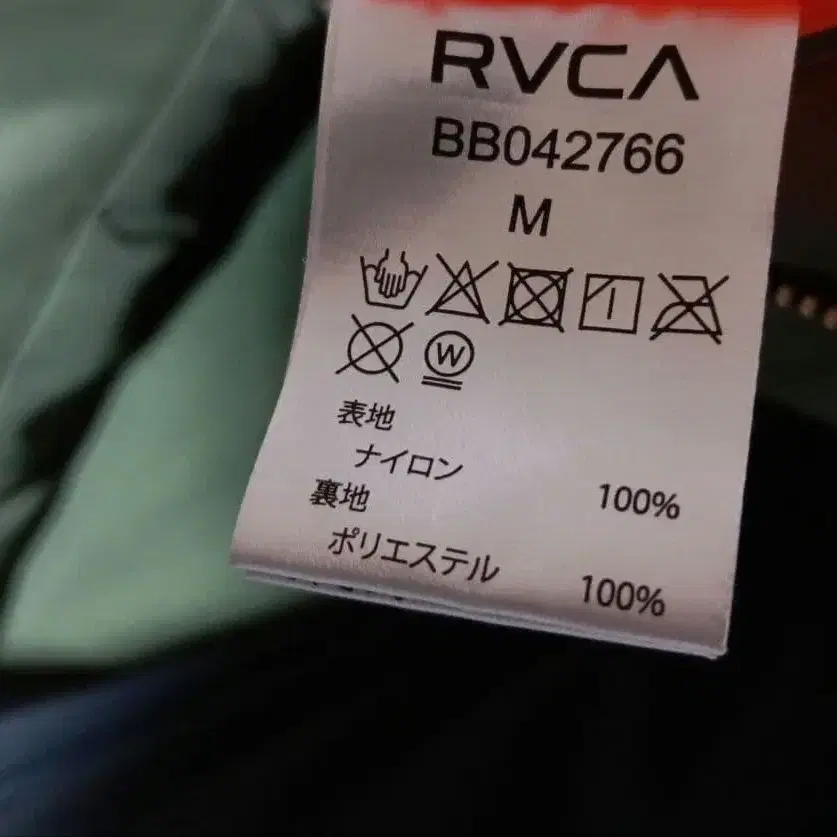 RVCA
BB042766
M
W
表地
ナイロン 100%
裏地
ポリエステル 100%